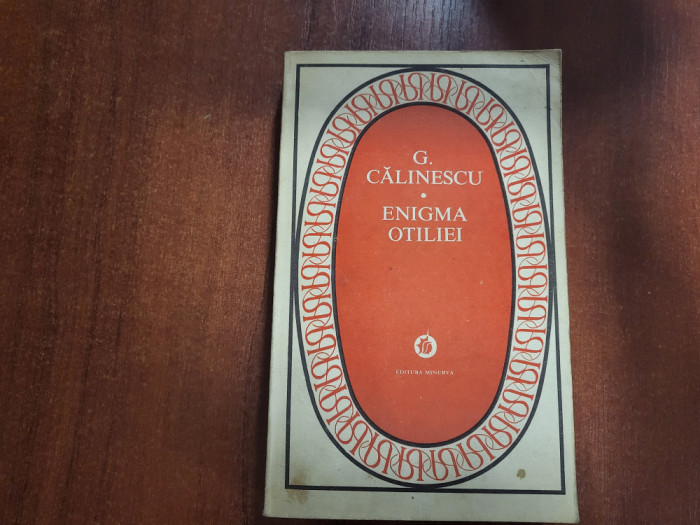 G.
CĂLINESCU
•
ENIGMA
OTILIEI
EDITURA MINERVA